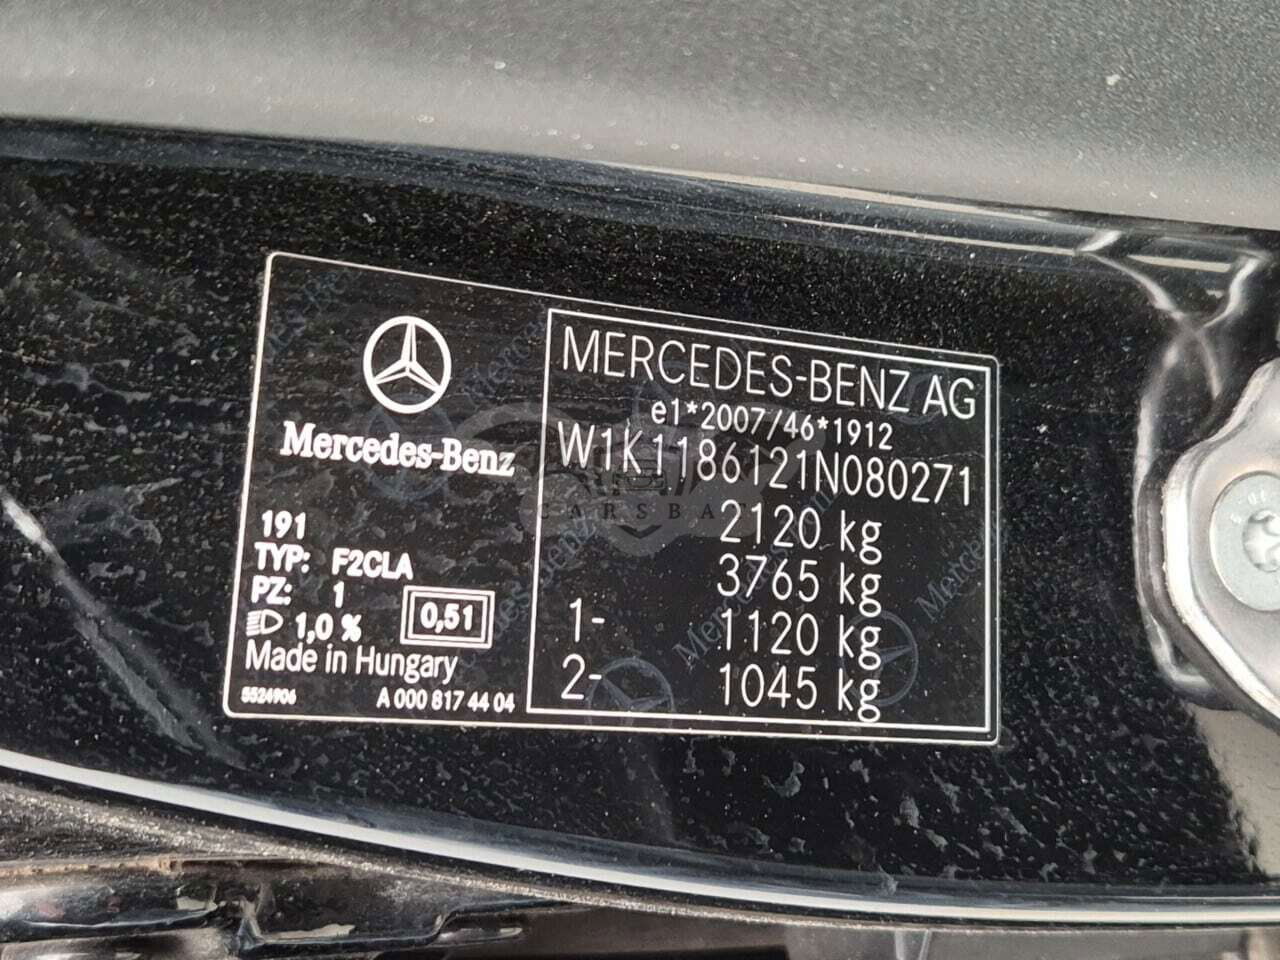 Mercedes-Benz
191
TYP: F2CLA
PZ: 1
1,0 %
0,51
Made in Hungary
5524906
A 000 817 44 04
MERCEDES-BENZ AG
e1*2007/46*1912
W1K1186121N080271
2120 kg
3765 kg
1- 1120 kg
2- 1045 kg